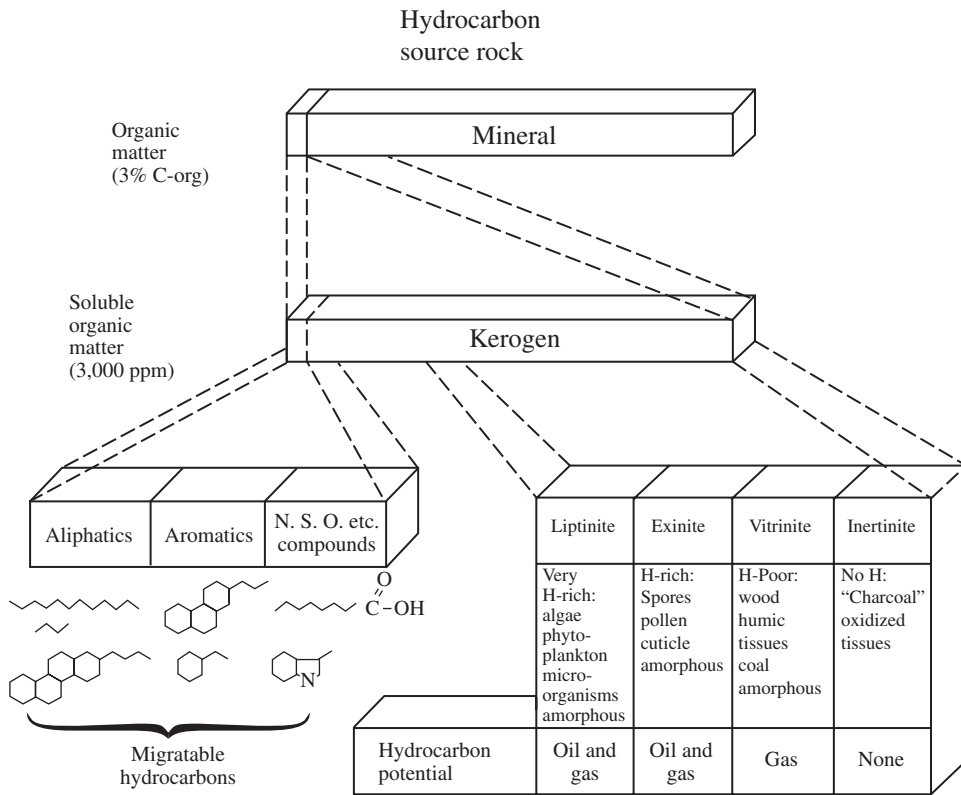 Hydrocarbon
source rock
Organic
matter
(3% C-org)
Mineral
Soluble
organic
matter
(3,000 ppm)
Kerogen
Aliphatics
Aromatics
N. S. O. etc.
compounds
O
C
OH
N
Migratable
hydrocarbons
Liptinite
Exinite
Vitrinite
Inertinite
Very
H-rich:
algae
phyto-
plankton
micro-
organisms
amorphous
H-rich:
Spores
pollen
cuticle
amorphous
H-Poor:
wood
humic
tissues
coal
amorphous
No H:
“Charcoal”
oxidized
tissues
Hydrocarbon
potential
Oil and
gas
Oil and
gas
Gas
None